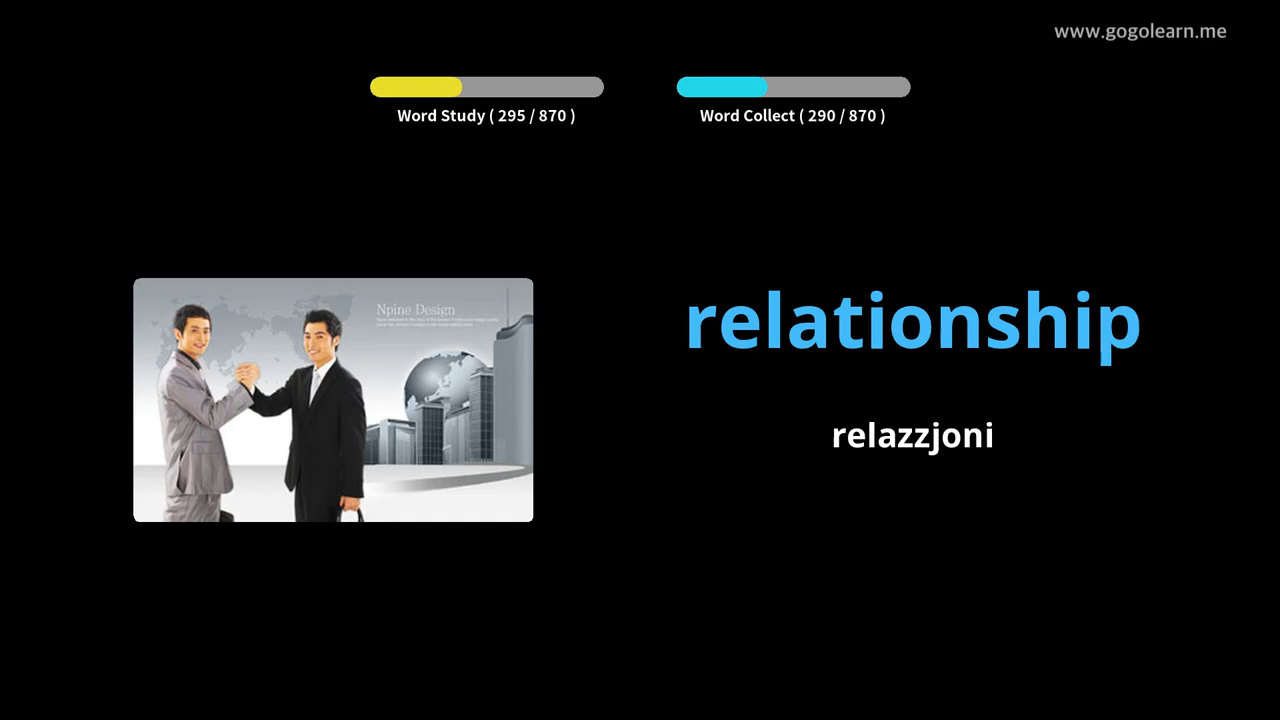 www.gogolearn.me
Word Study ( 295 / 870 )
Word Collect ( 290 / 870 )
Npine Design
relationship
relazzjoni